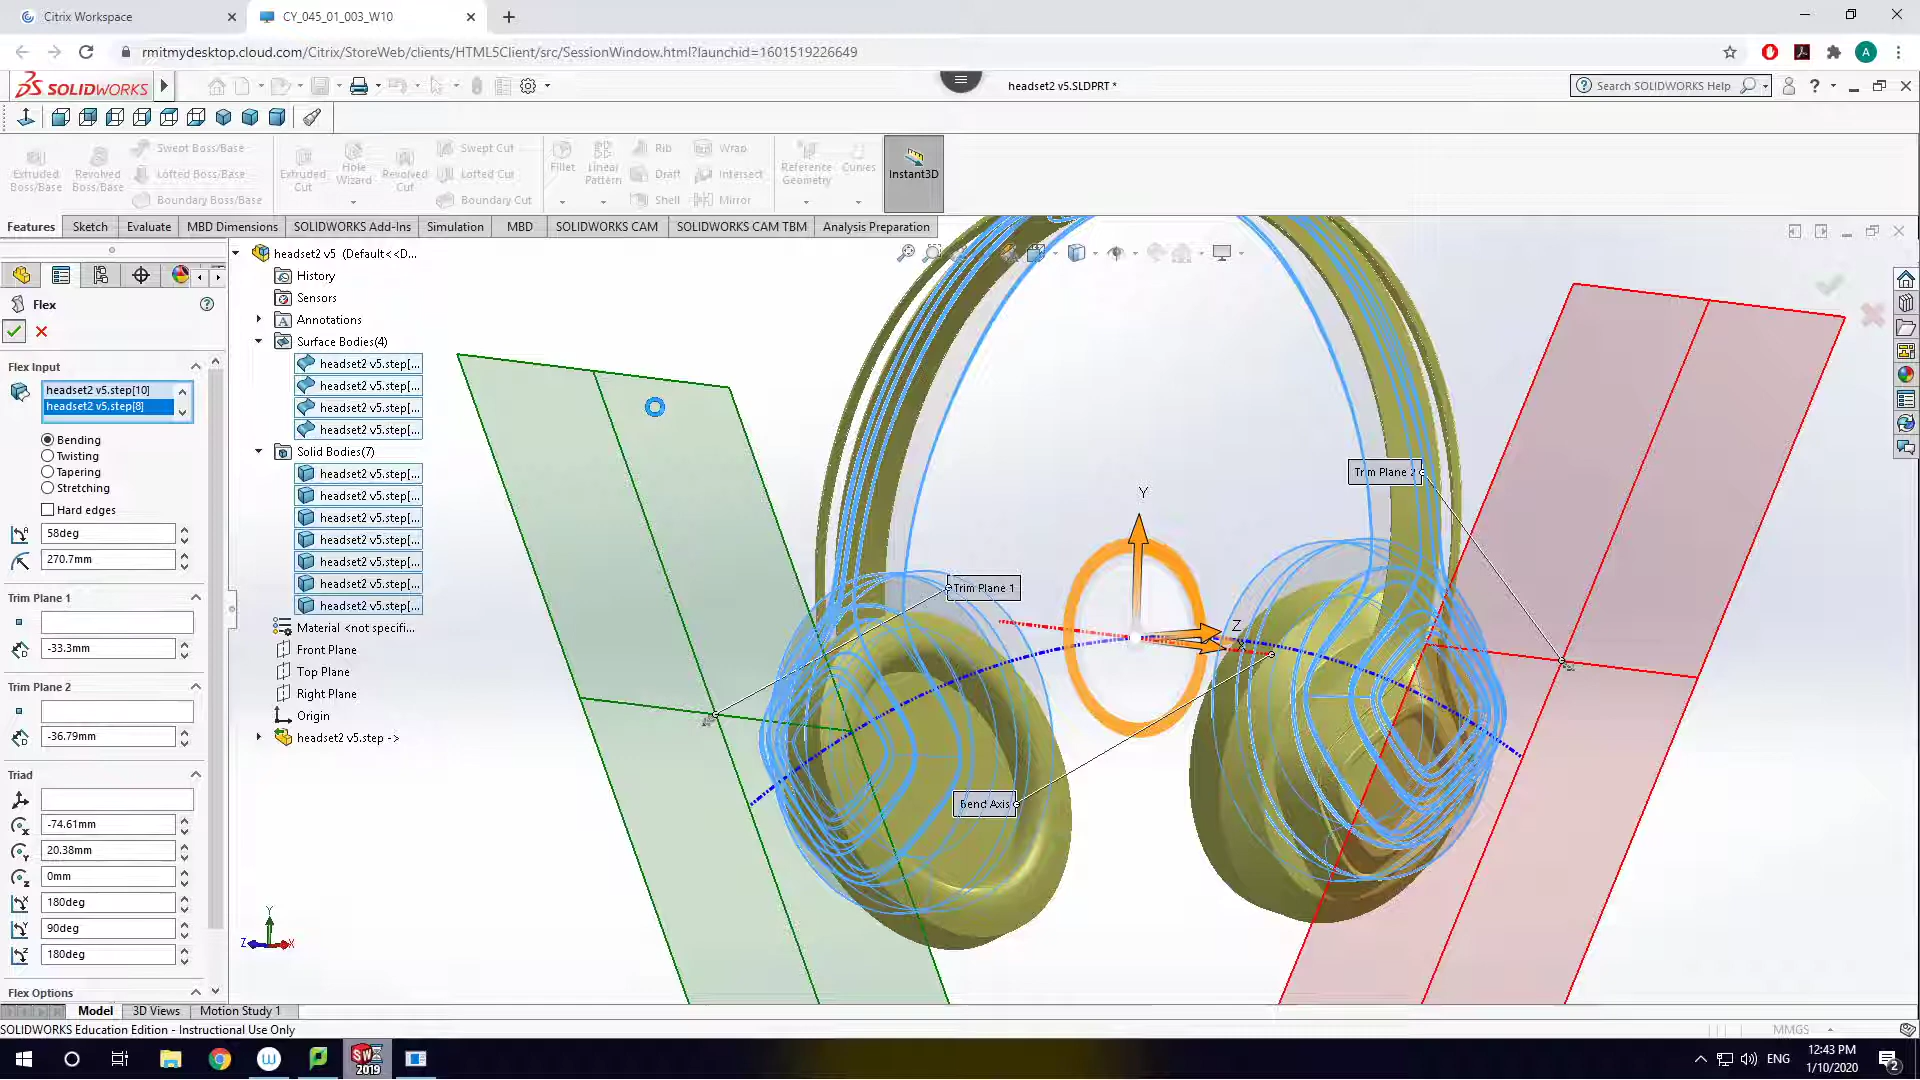 Citrix Workspace
CY_045_01_003_W10
rmitmydesktop.cloud.com/Citrix/StoreWeb/clients/HTML5Client/src/SessionWindow.html?launchid=1601519226649
A
SOLIDWORKS
headset2 v5.SLDPRT *
Search SOLIDWORKS Help
Extruded Boss/Base
Revolved Boss/Base
Swept Boss/Base
Lofted Boss/Base
Boundary Boss/Base
Extruded Cut
Hole Wizard
Revolved Cut
Swept Cut
Lofted Cut
Boundary Cut
Fillet
Linear Pattern
Rib
Draft
Shell
Wrap
Intersect
Mirror
Reference Geometry
Curves
Instant3D
Features
Sketch
Evaluate
MBD Dimensions
SOLIDWORKS Add-Ins
Simulation
MBD
SOLIDWORKS CAM
SOLIDWORKS CAM TBM
Analysis Preparation
Flex
Flex Input
headset2 v5.step[10]
headset2 v5.step[8]
Bending
Twisting
Tapering
Stretching
Hard edges
58deg
270.7mm
Trim Plane 1
-33.3mm
Trim Plane 2
-36.79mm
Triad
-74.61mm
20.38mm
0mm
180deg
90deg
180deg
Flex Options
headset2 v5 (Default<<D...
History
Sensors
Annotations
Surface Bodies(4)
headset2 v5.step[...
headset2 v5.step[...
headset2 v5.step[...
headset2 v5.step[...
Solid Bodies(7)
headset2 v5.step[...
headset2 v5.step[...
headset2 v5.step[...
headset2 v5.step[...
headset2 v5.step[...
headset2 v5.step[...
headset2 v5.step[...
Material <not specifi...
Front Plane
Top Plane
Right Plane
Origin
headset2 v5.step ->
Trim Plane 2
Y
Trim Plane 1
Z
X
Bend Axis
Y
Z
X
Model
3D Views
Motion Study 1
SOLIDWORKS Education Edition - Instructional Use Only
MMGS
SW
2019
ENG
12:43 PM
1/10/2020
2